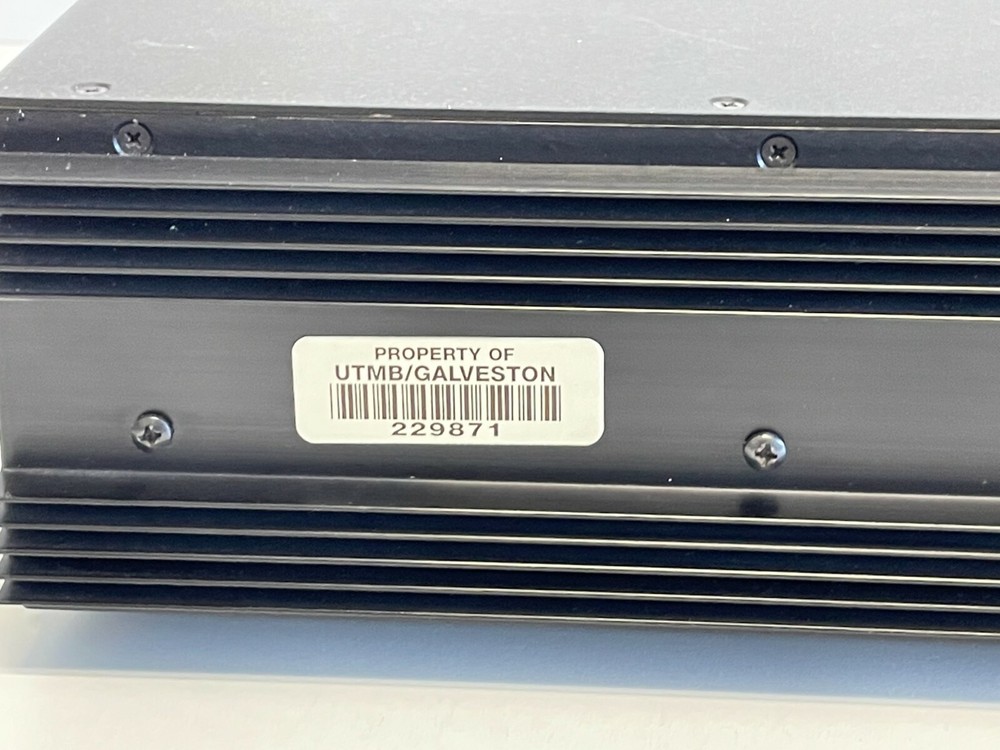 PROPERTY OF
UTMB/GALVESTON
229871